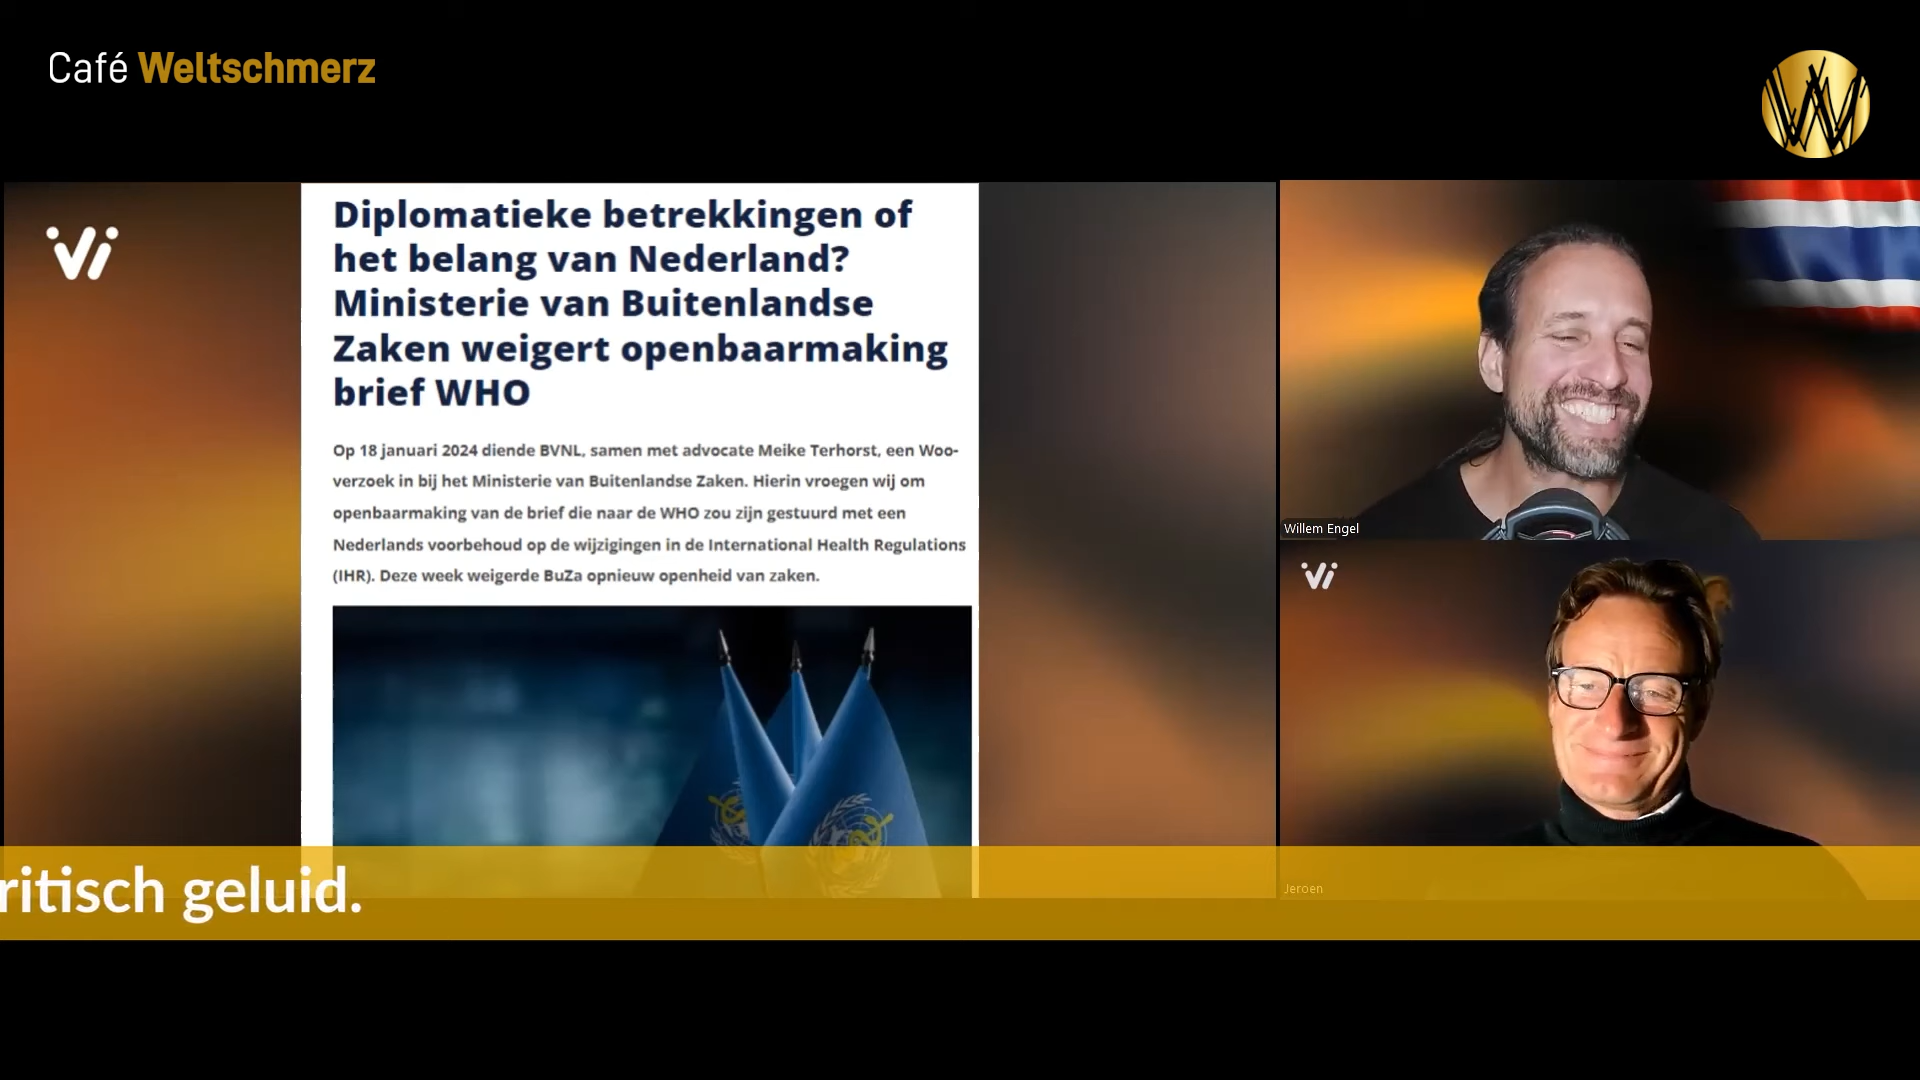 Café Weltschmerz
Diplomatieke betrekkingen of
het belang van Nederland?
Ministerie van Buitenlandse
Zaken weigert openbaarmaking
brief WHO
Op 18 januari 2024 diende BVNL, samen met advocate Meike Terhorst, een Woo-
verzoek in bij het Ministerie van Buitenlandse Zaken. Hierin vroegen wij om
openbaarmaking van de brief die naar de WHO zou zijn gestuurd met een
Nederlands voorbehoud op de wijzigingen in de International Health Regulations
(IHR). Deze week weigerde BuZa opnieuw openheid van zaken.
Willem Engel
Jeroen
ritisch geluid.